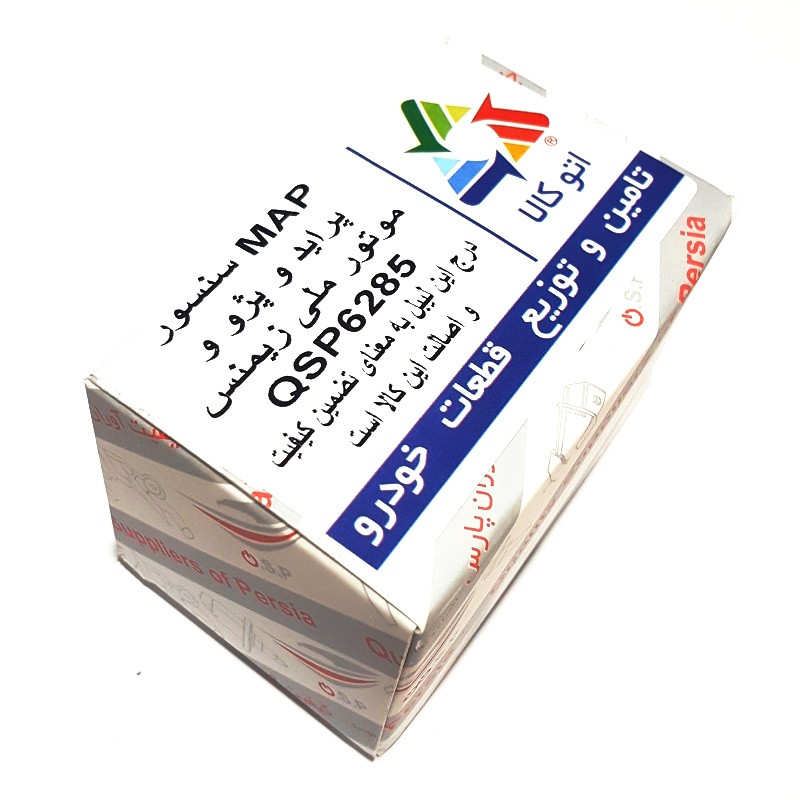 اتو کالا
®
تامین و توزیع قطعات خودرو
سنسور MAP
پراید و پژو و
موتور ملی زیمنس
QSP6285
درج این لیبل به معنای تضمین کیفیت
و اصالت این کالا است
Persia
Q.S.P
suppliers of Persia
Q.S.P